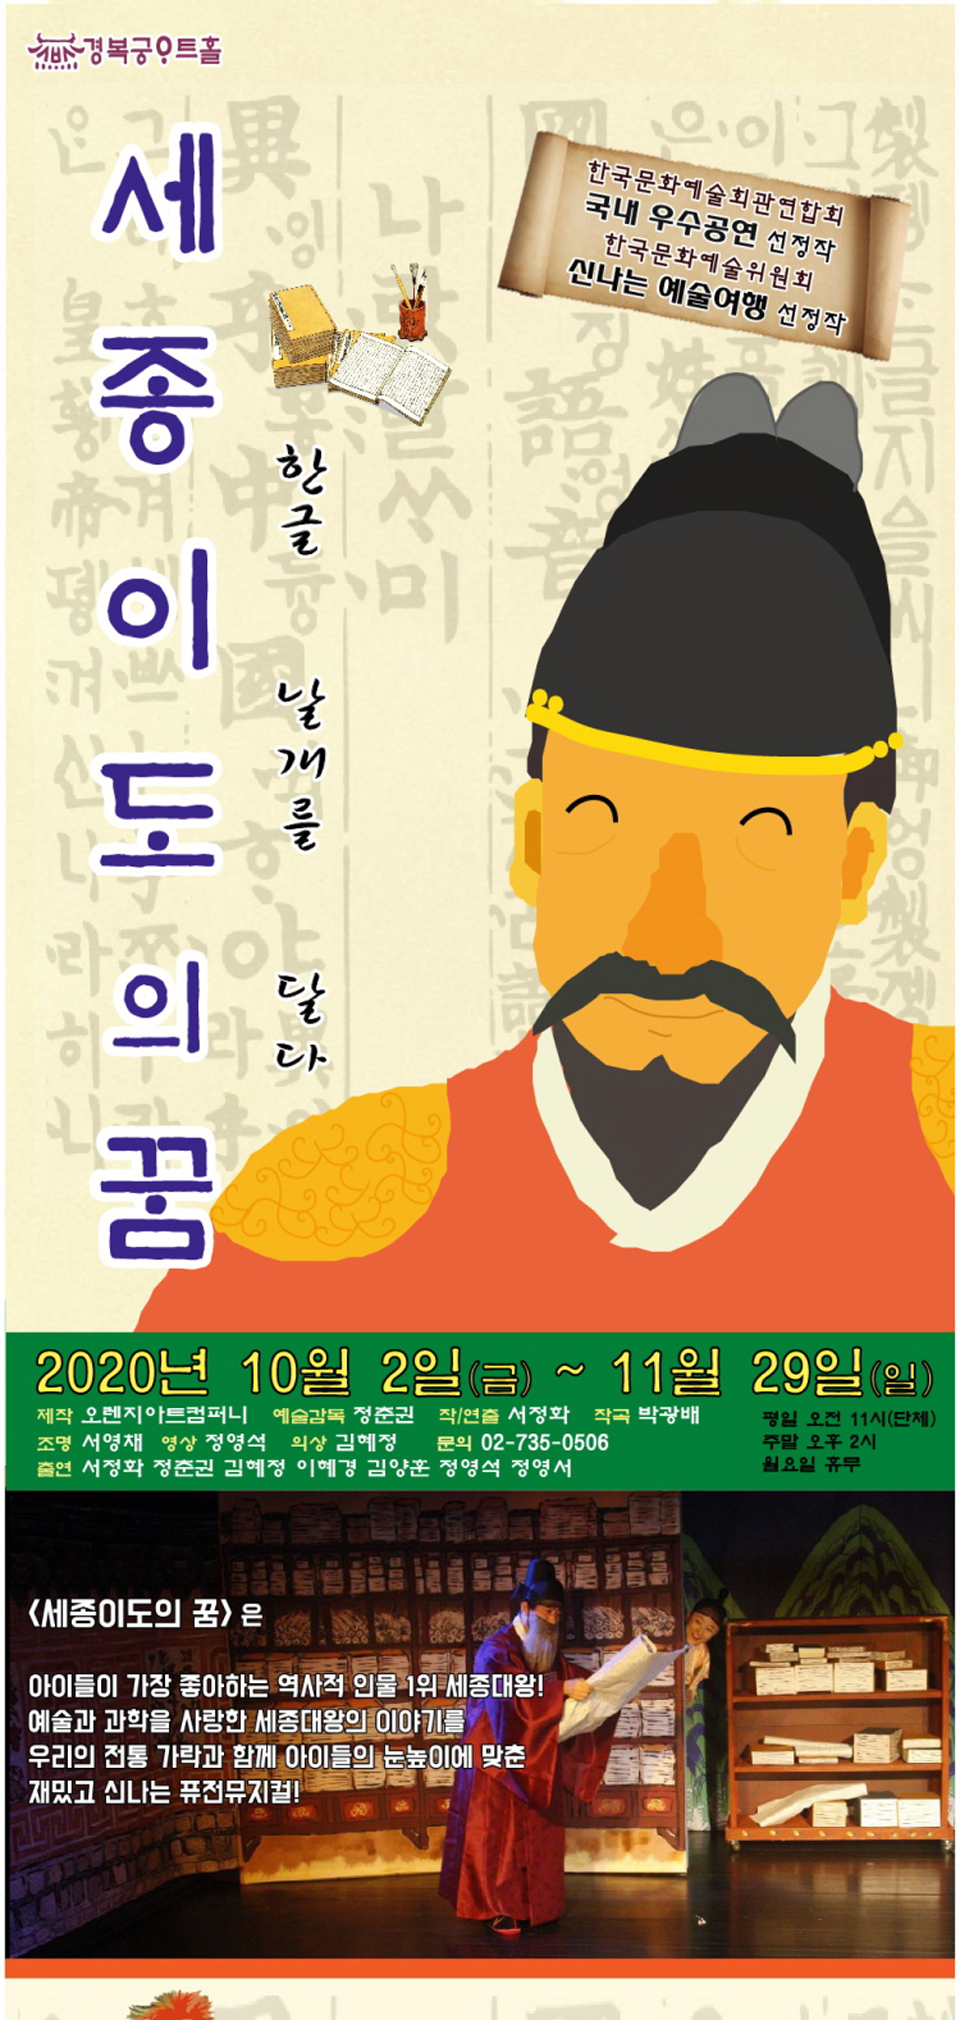 경복궁아트홀
한국문화예술회관연합회
국내 우수공연 선정작
한국문화예술위원회
신나는 예술여행 선정작
세종이도의 꿈
한글 날개를 달다
2020년 10월 2일(금) ~ 11월 29일(일)
제작 오렌지아트컴퍼니 예술감독 정춘권 작/연출 서정화 작곡 박광배
조명 서영채 영상 정영석 의상 김혜정 문의 02-735-0506
출연 서정화 정춘권 김혜정 이혜경 김양훈 정영석 정영서
평일 오전 11시(단체)
주말 오후 2시
월요일 휴무
<세종이도의 꿈> 은
아이들이 가장 좋아하는 역사적 인물 1위 세종대왕!
예술과 과학을 사랑한 세종대왕의 이야기를
우리의 전통 가락과 함께 아이들의 눈높이에 맞춘
재밌고 신나는 퓨전뮤지컬!